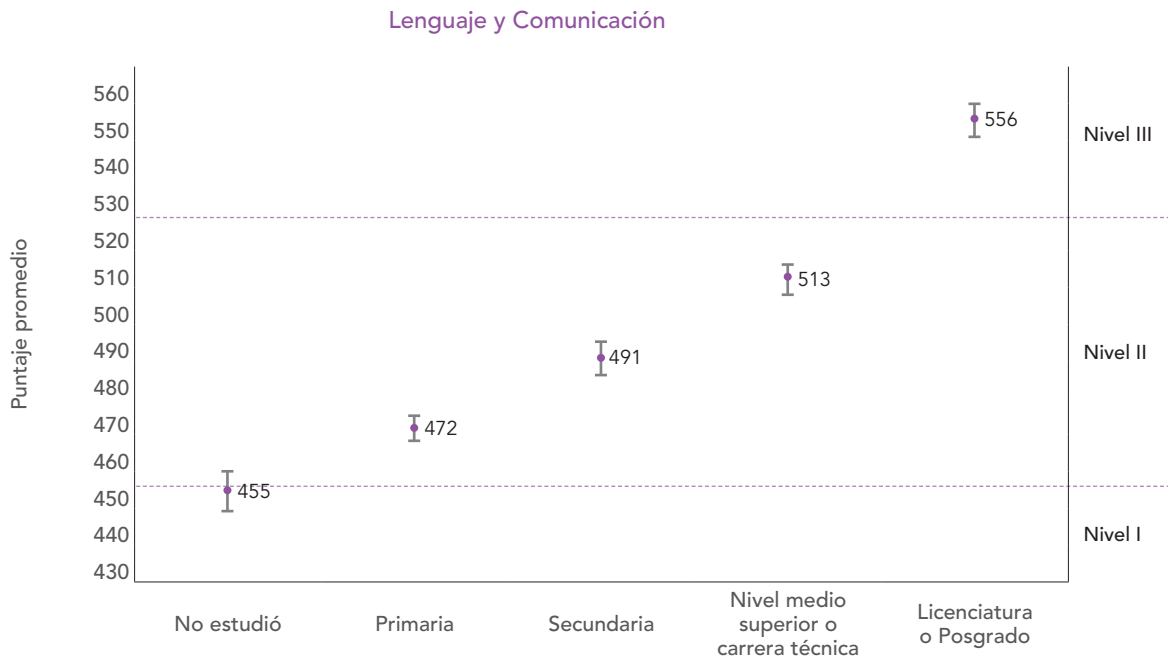 Lenguaje y Comunicación
Puntaje promedio
560
550
540
530
520
510
500
490
480
470
460
450
440
430
455
472
491
513
556
Nivel III
Nivel II
Nivel I
No estudió
Primaria
Secundaria
Nivel medio
superior o
carrera técnica
Licenciatura
o Posgrado